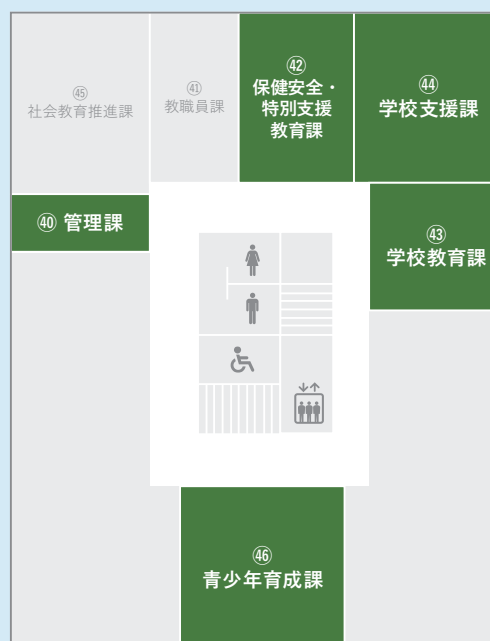 ㊺
社会教育推進課
㊶
教職員課
㊷
保健安全・
特別支援
教育課
㊹
学校支援課
㊵ 管理課
㊸
学校教育課
㊻
青少年育成課